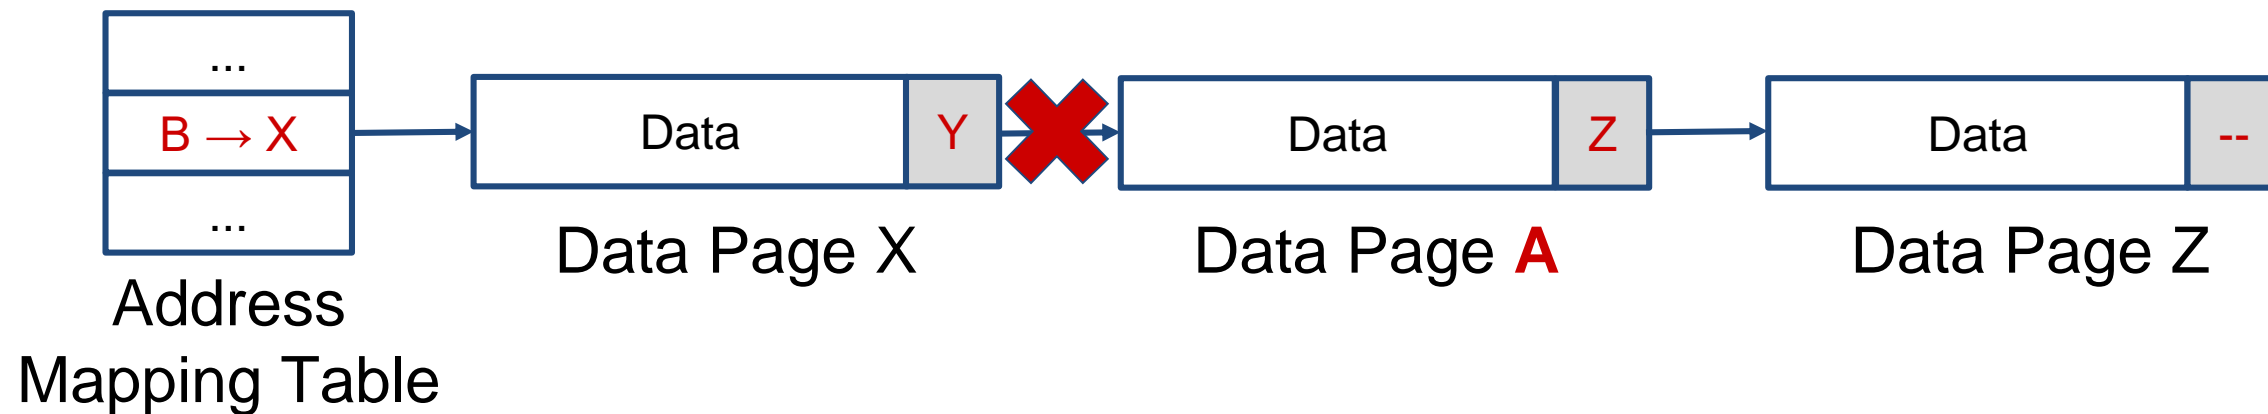 ...
B → X
...
Address
Mapping Table
Data
Y
Data Page X
Data
Z
Data Page A
Data
--
Data Page Z